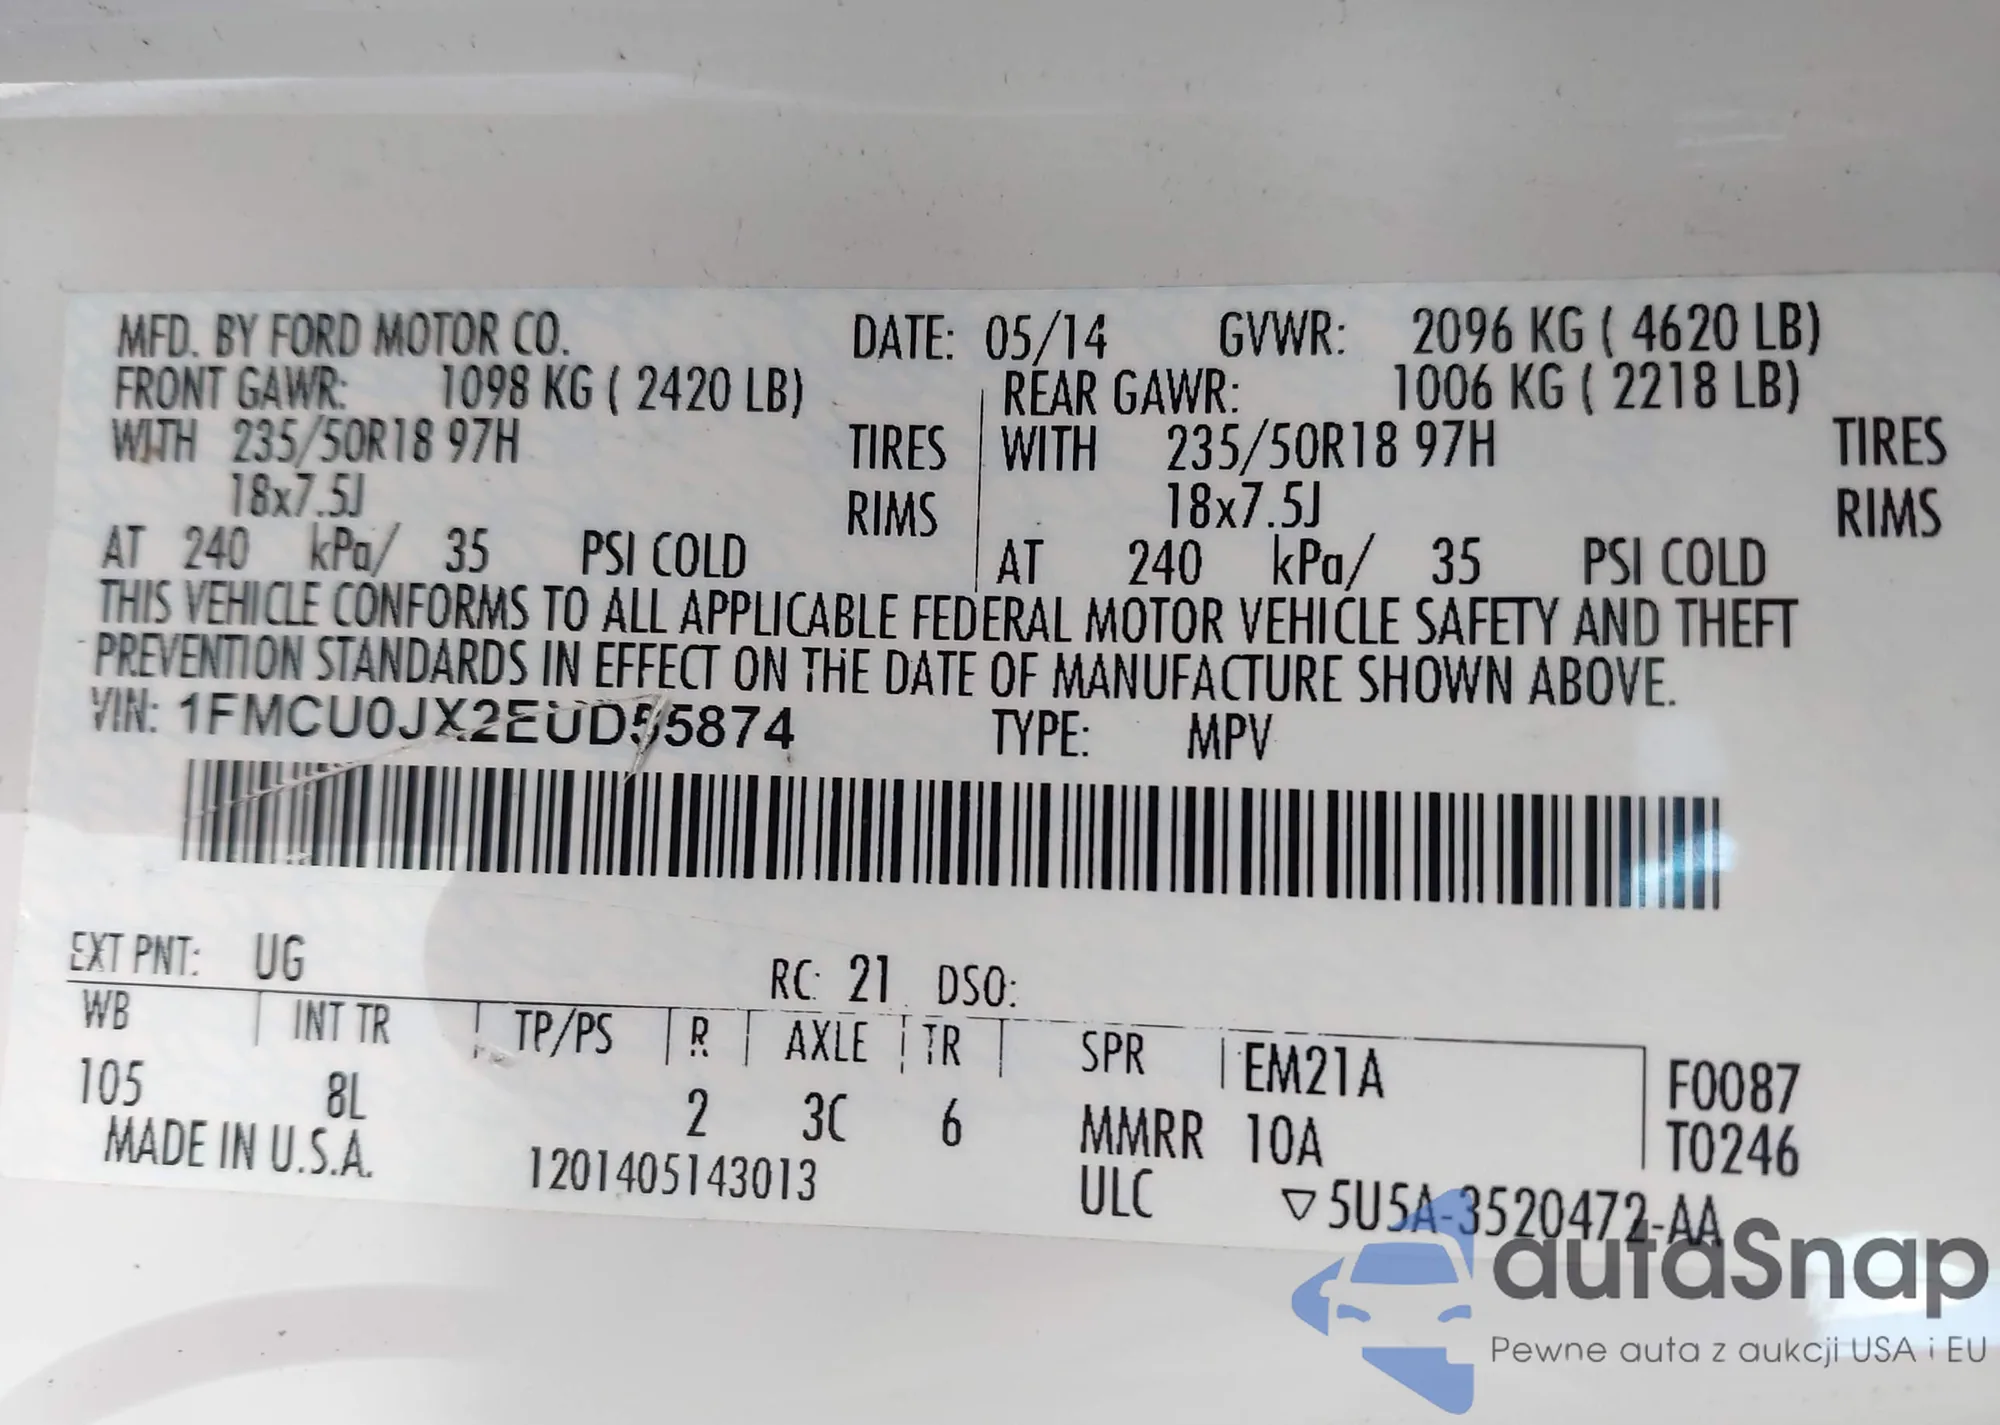 MFD. BY FORD MOTOR CO. DATE: 05/14 GVWR: 2096 KG ( 4620 LB)
FRONT GAWR: 1098 KG ( 2420 LB) REAR GAWR: 1006 KG ( 2218 LB)
WITH 235/50R18 97H TIRES WITH 235/50R18 97H TIRES
18x7.5J RIMS 18x7.5J RIMS
AT 240 kPa/ 35 PSI COLD AT 240 kPa/ 35 PSI COLD
THIS VEHICLE CONFORMS TO ALL APPLICABLE FEDERAL MOTOR VEHICLE SAFETY AND THEFT
PREVENTION STANDARDS IN EFFECT ON THE DATE OF MANUFACTURE SHOWN ABOVE.
VIN: 1FMCU0JX2EUD55874 TYPE: MPV
EXT PNT: UG RC: 21 DSO:
WB INT TR TP/PS R AXLE TR SPR EM21A F0087
105 8L 2 3C 6 MMRR 10A T0246
MADE IN U.S.A. 1201405143013 ULC ▽5U5A-3520472-AA
autaSnap
Pewne auta z aukcji USA i EU